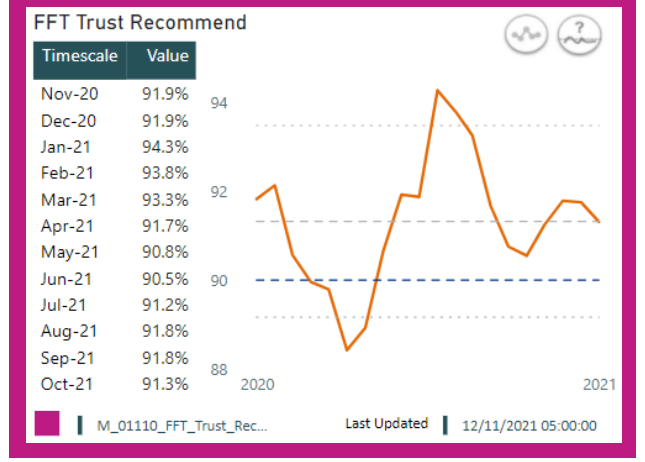 FFT Trust Recommend
?
Timescale Value
Nov-20 91.9%
Dec-20 91.9%
Jan-21 94.3%
Feb-21 93.8%
Mar-21 93.3%
Apr-21 91.7%
May-21 90.8%
Jun-21 90.5%
Jul-21 91.2%
Aug-21 91.8%
Sep-21 91.8%
Oct-21 91.3%
94
92
90
88
2020 2021
M_01110_FFT_Trust_Rec... Last Updated 12/11/2021 05:00:00